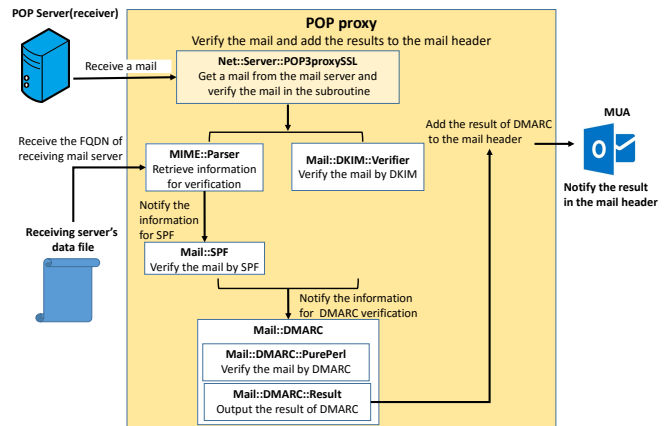 POP Server(receiver)
POP proxy
Verify the mail and add the results to the mail header
Receive a mail
Net::Server::POP3proxySSL
Get a mail from the mail server and
verify the mail in the subroutine
Receive the FQDN of
receiving mail server
MIME::Parser
Retrieve information
for verification
Mail::DKIM::Verifier
Verify the mail by DKIM
Add the result of DMARC
to the mail header
MUA
O
Notify the result
in the mail header
Notify the
information
for SPF
Receiving server's
data file
Mail::SPF
Verify the mail by SPF
Notify the information
for DMARC verification
Mail::DMARC
Mail::DMARC::PurePerl
Verify the mail by DMARC
Mail::DMARC::Result
Output the result of DMARC